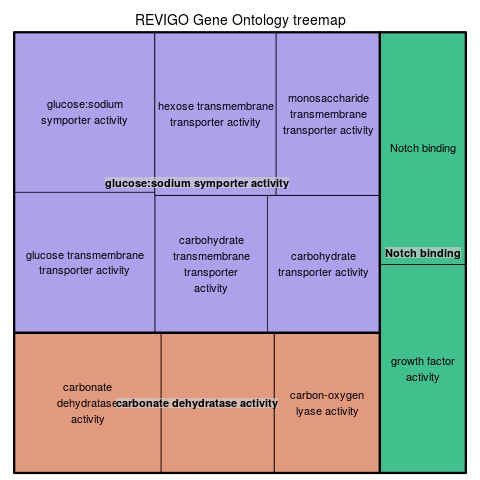 REVIGO Gene Ontology treemap
glucose:sodium
symporter activity
hexose transmembrane
transporter activity
monosaccharide
transmembrane
transporter activity
Notch binding
glucose:sodium symporter activity
glucose transmembrane
transporter activity
carbohydrate
transmembrane
transporter
activity
carbohydrate
transporter activity
Notch binding
growth factor
activity
carbonate
dehydratase
activity
carbonate dehydratase activity
carbon-oxygen
lyase activity